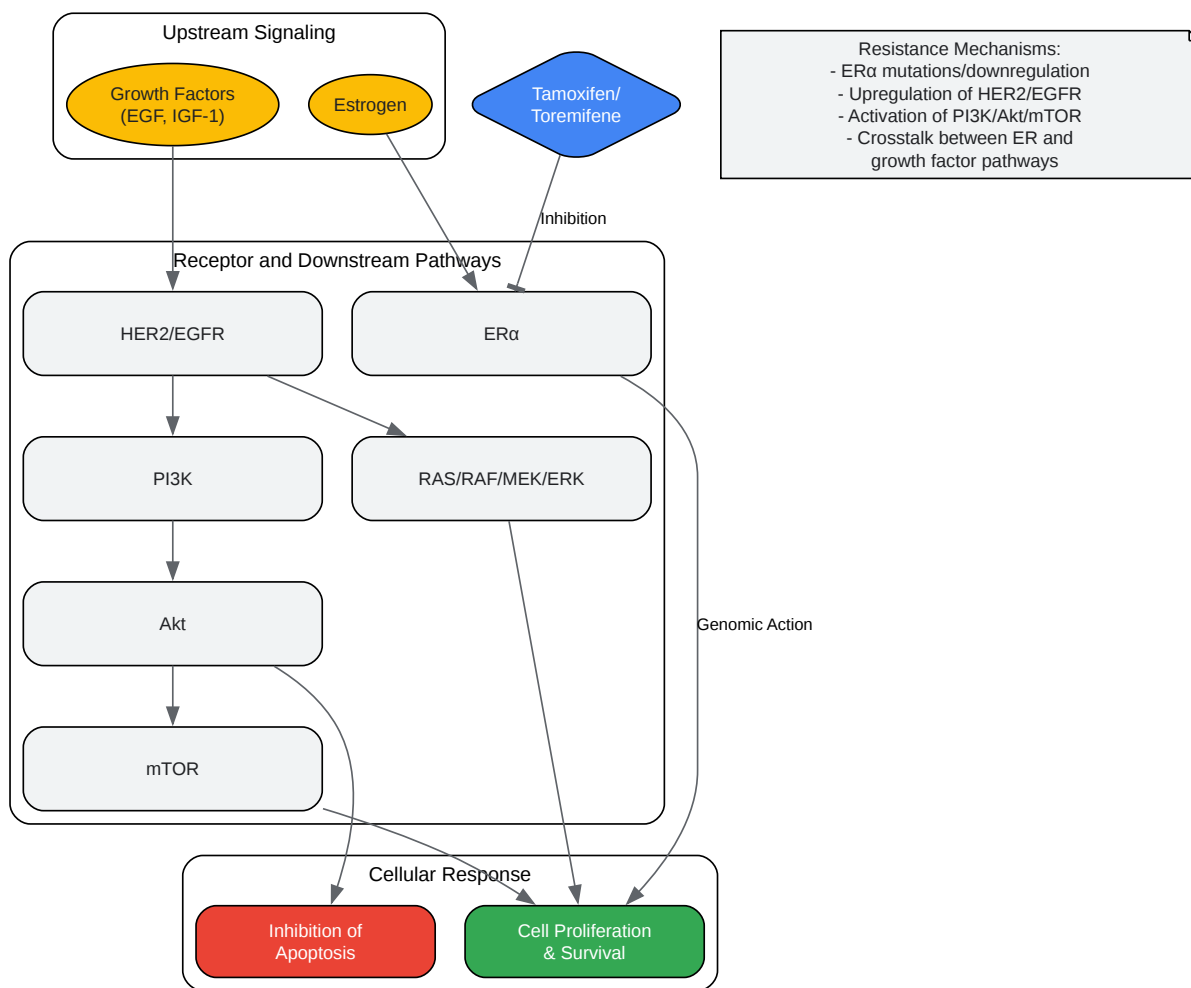 Upstream Signaling
Growth Factors
(EGF, IGF-1)
Estrogen
Tamoxifen/
Toremifene
Resistance Mechanisms:
- ERα mutations/downregulation
- Upregulation of HER2/EGFR
- Activation of PI3K/Akt/mTOR
- Crosstalk between ER and
growth factor pathways
Inhibition
Receptor and Downstream Pathways
HER2/EGFR
ERα
PI3K
RAS/RAF/MEK/ERK
Akt
Genomic Action
mTOR
Cellular Response
Inhibition of
Apoptosis
Cell Proliferation
& Survival